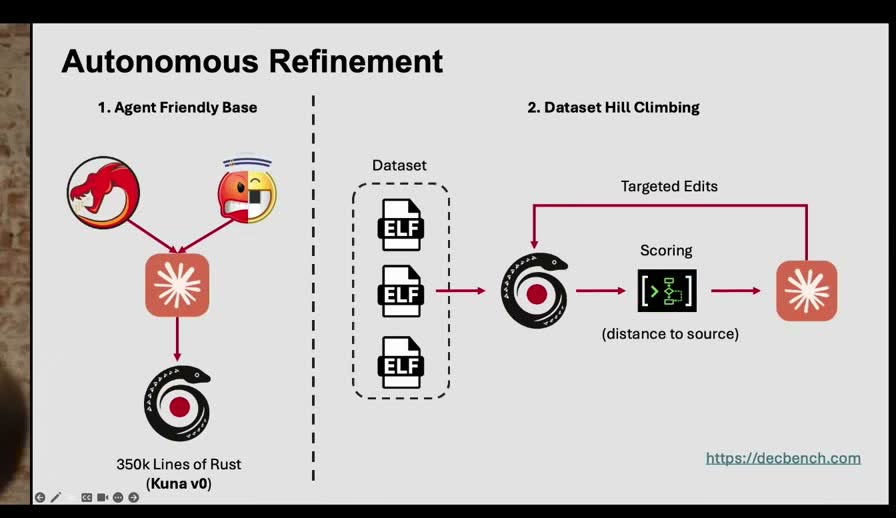 Autonomous Refinement
1. Agent Friendly Base
350k Lines of Rust
(Kuna v0)
2. Dataset Hill Climbing
Dataset
ELF
ELF
ELF
Targeted Edits
Scoring
(distance to source)
https://decbench.com